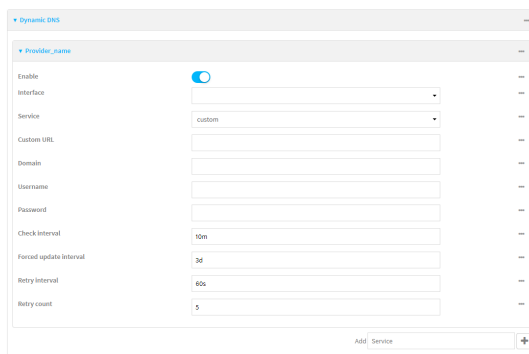 Dynamic DNS
Provider_name
Enable
Interface
Service custom
Custom URL
Domain
Username
Password
Check interval 10m
Forced update interval 3d
Retry interval 60s
Retry count 5
Add Service